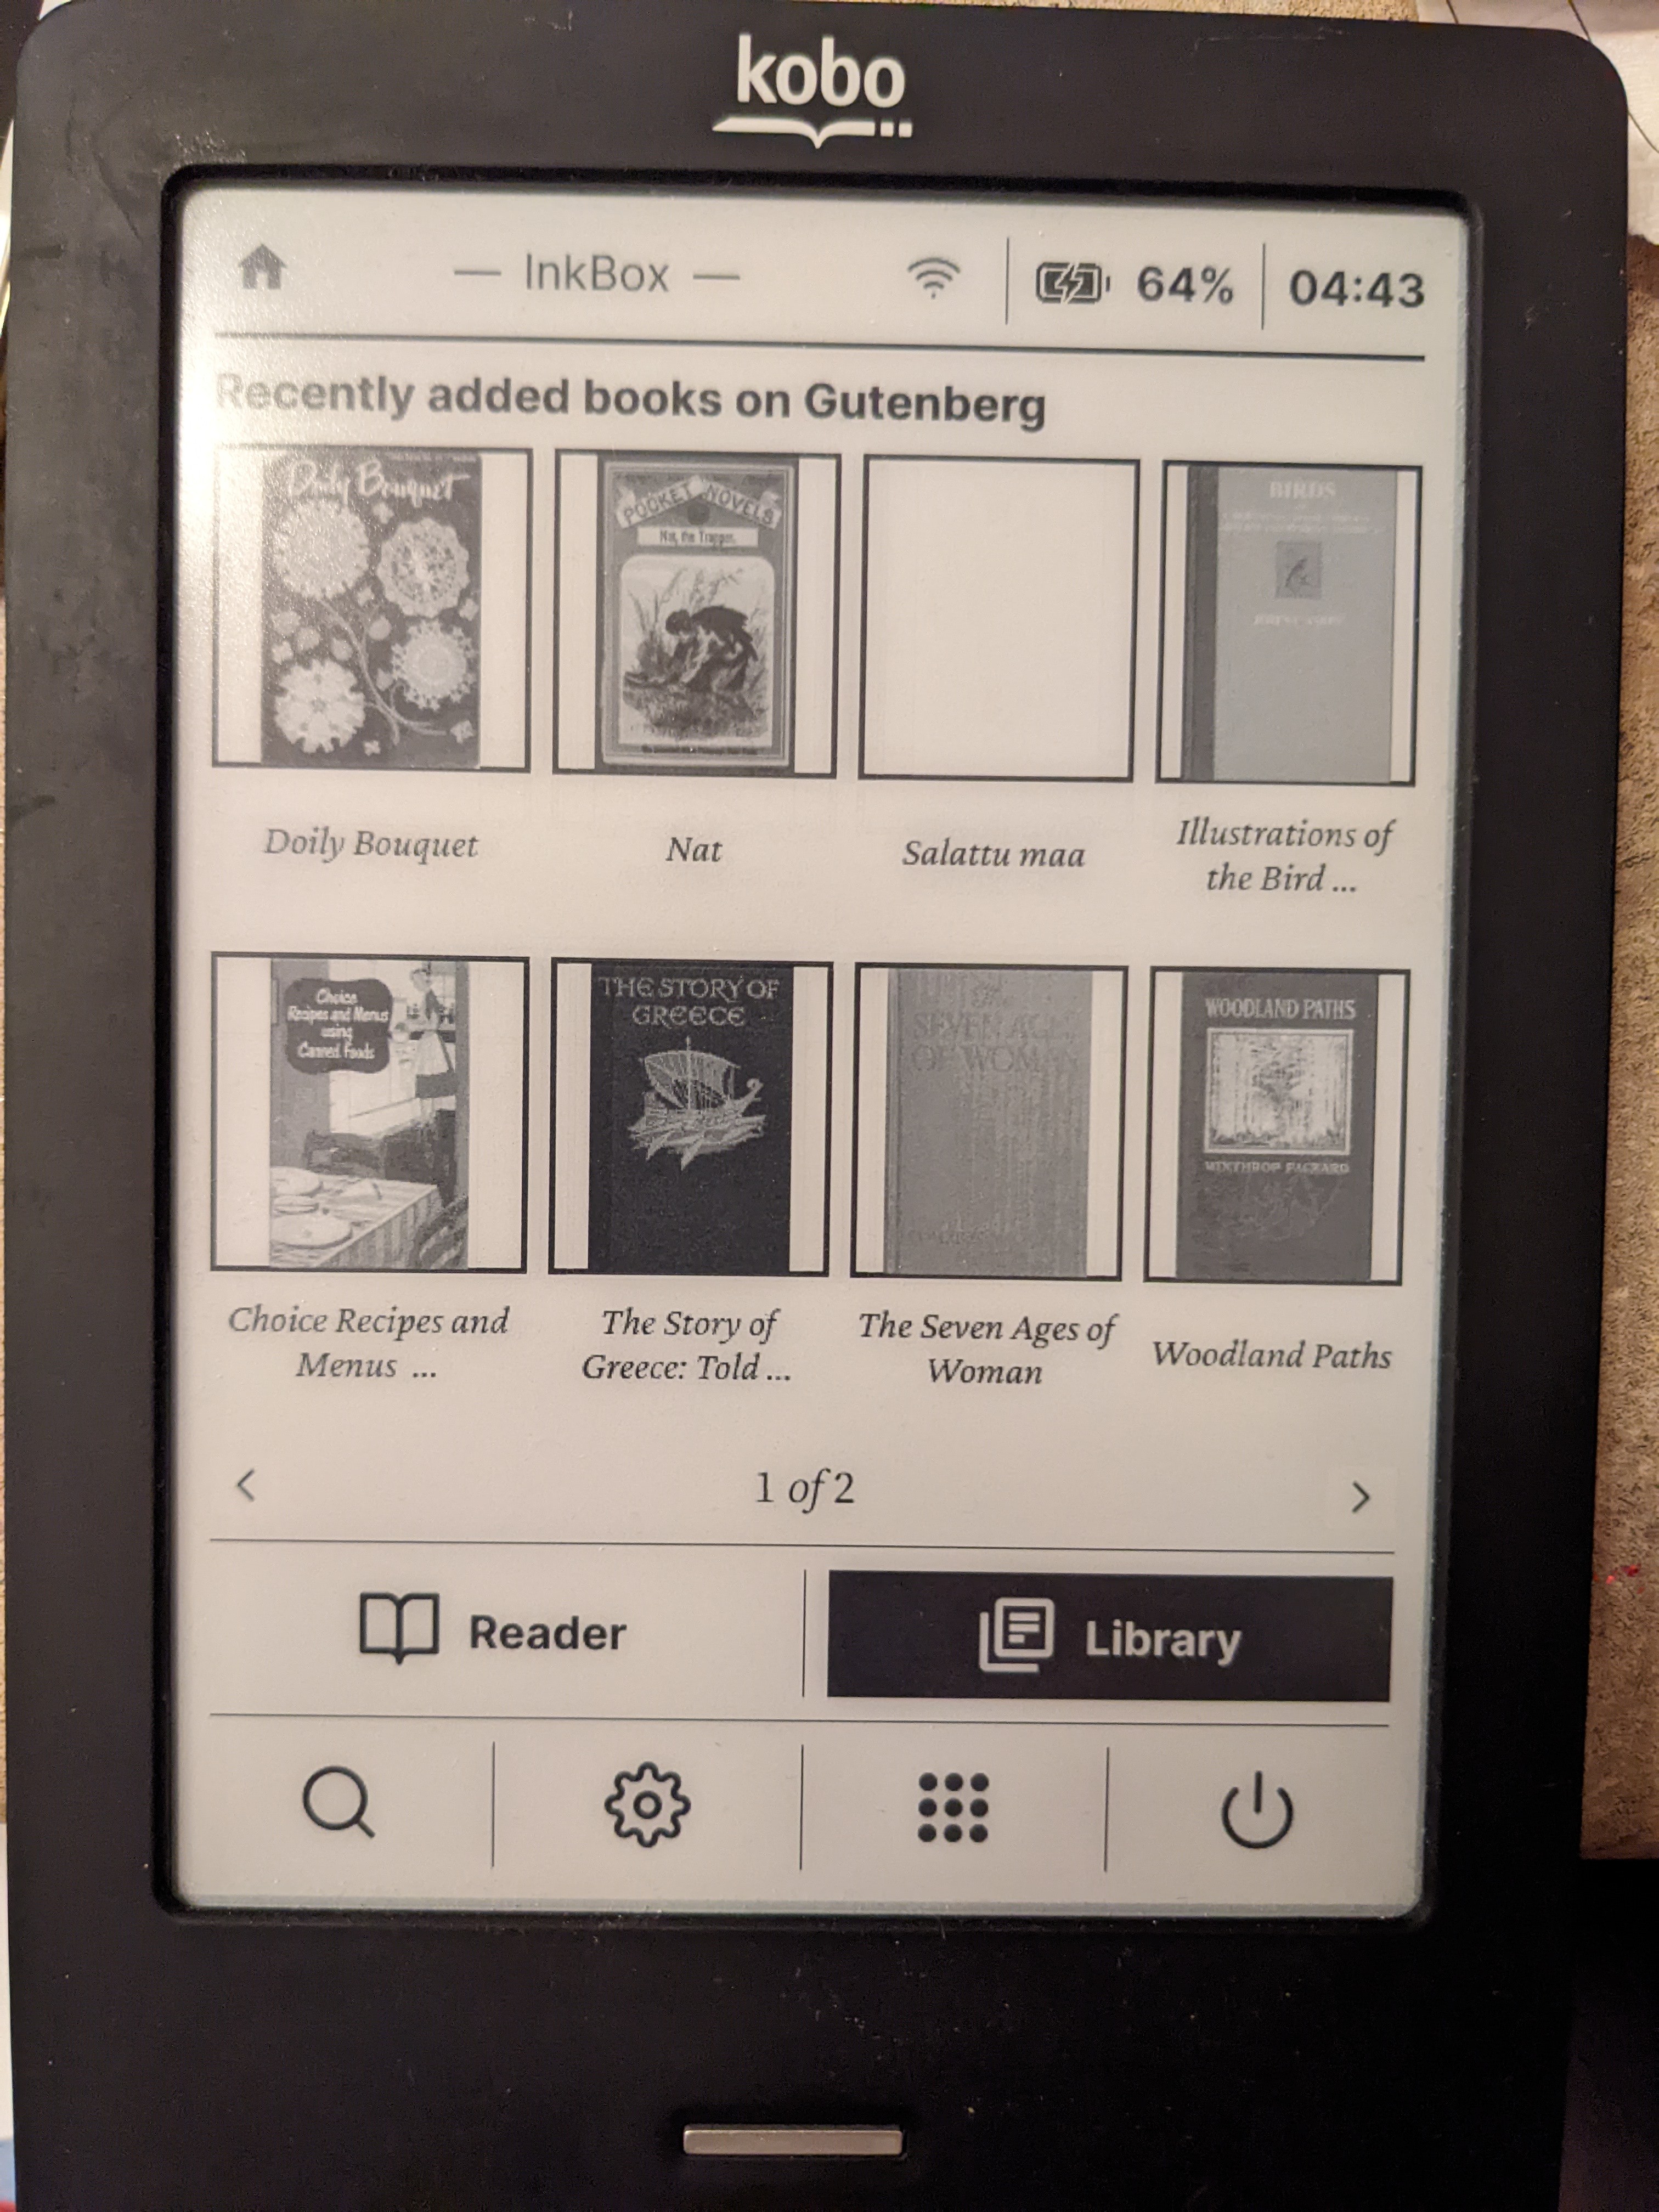 kobo
— InkBox —
64%
04:43
Recently added books on Gutenberg
Doily Bouquet
POCKET NOVELS
Nat, the Trapper.
BIRDS
Doily Bouquet
Nat
Salattu maa
Illustrations of
the Bird ...
Choice
Recipes and Menus
using
Canned Foods
THE STORY OF
GREECE
The
SEVEN AGES
OF WOMAN
WOODLAND PATHS
WINTHROP PACKARD
Choice Recipes and
Menus ...
The Story of
Greece: Told ...
The Seven Ages of
Woman
Woodland Paths
1 of 2
Reader
Library